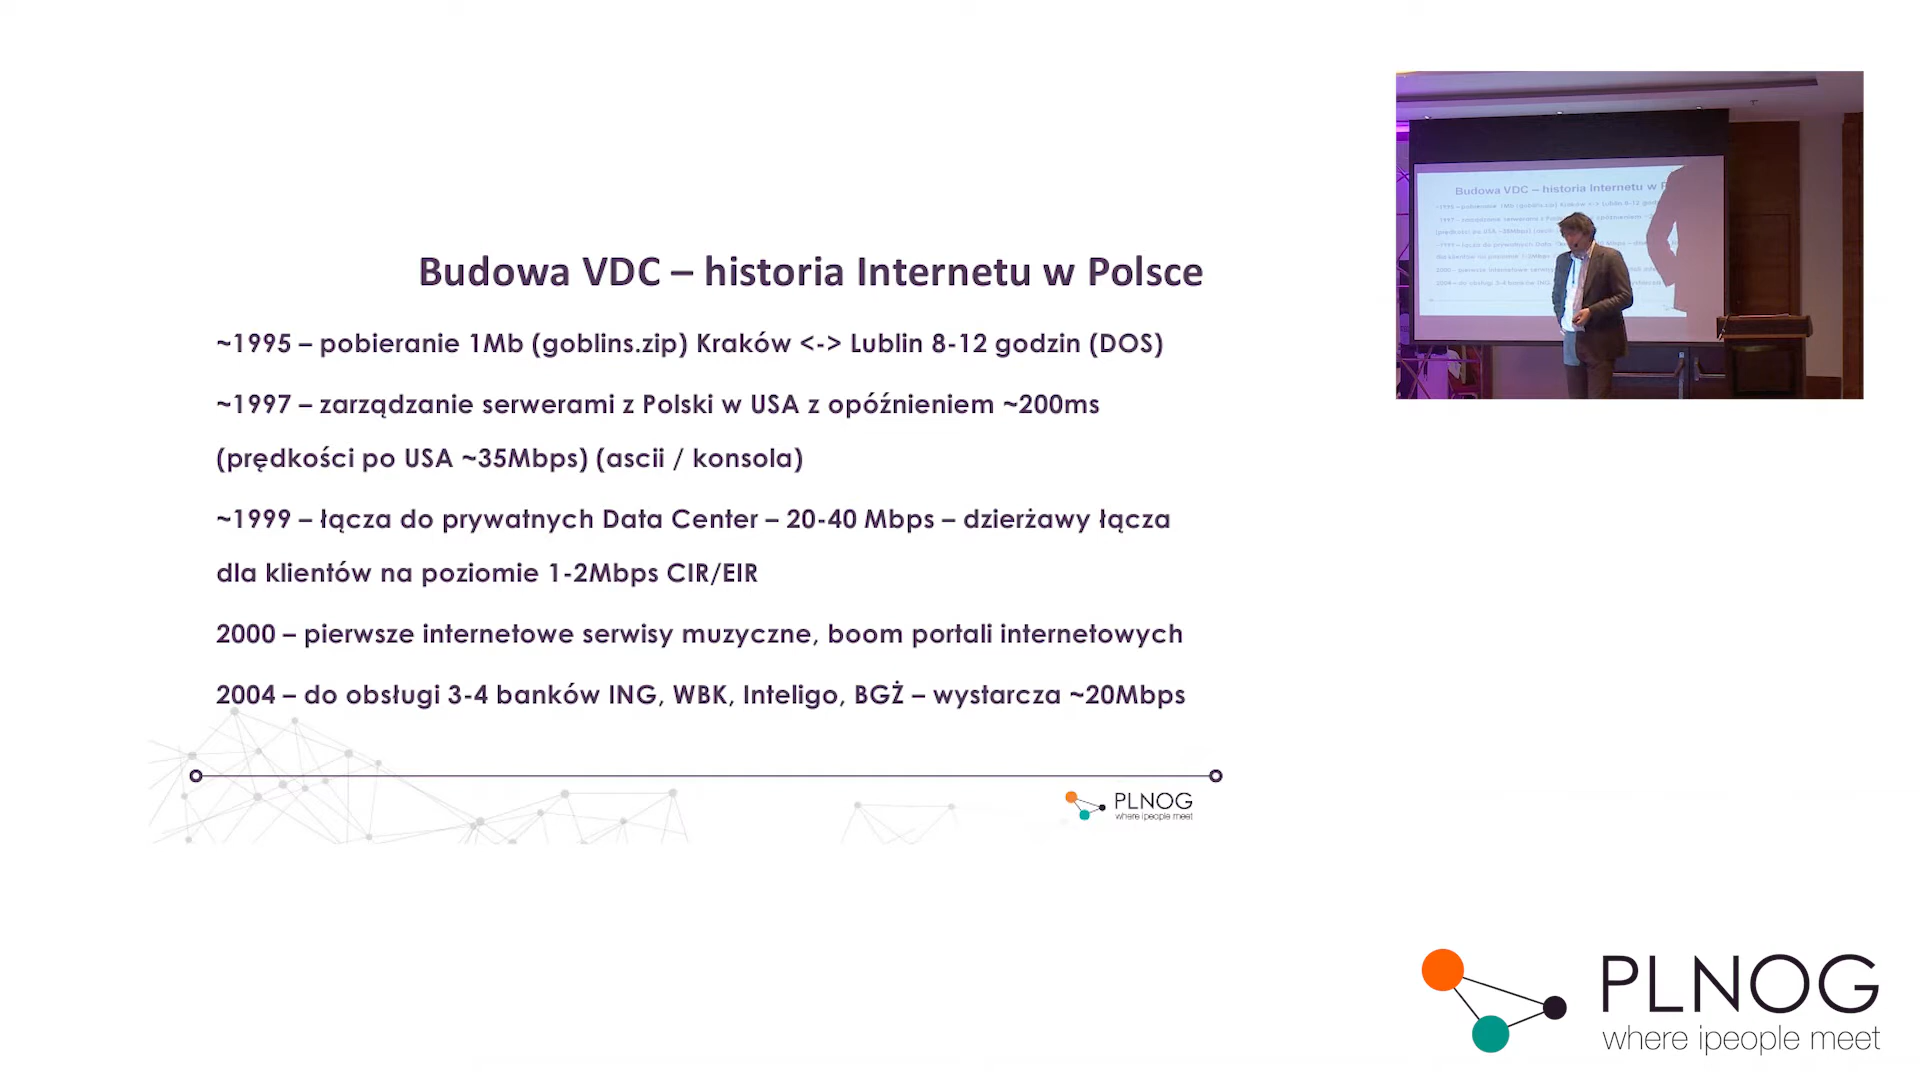 Budowa VDC – historia Internetu w Polsce
~1995 – pobieranie 1Mb (goblins.zip) Kraków <-> Lublin 8-12 godzin (DOS)
~1997 – zarządzanie serwerami z Polski w USA z opóźnieniem ~200ms
(prędkości po USA ~35Mbps) (ascii / konsola)
~1999 – łącza do prywatnych Data Center – 20-40 Mbps – dzierżawy łącza
dla klientów na poziomie 1-2Mbps CIR/EIR
2000 – pierwsze internetowe serwisy muzyczne, boom portali internetowych
2004 – do obsługi 3-4 banków ING, WBK, Inteligo, BGŻ – wystarcza ~20Mbps
PLNOG
where ipeople meet
Budowa VDC – historia Internetu w
PLNOG
where ipeople meet